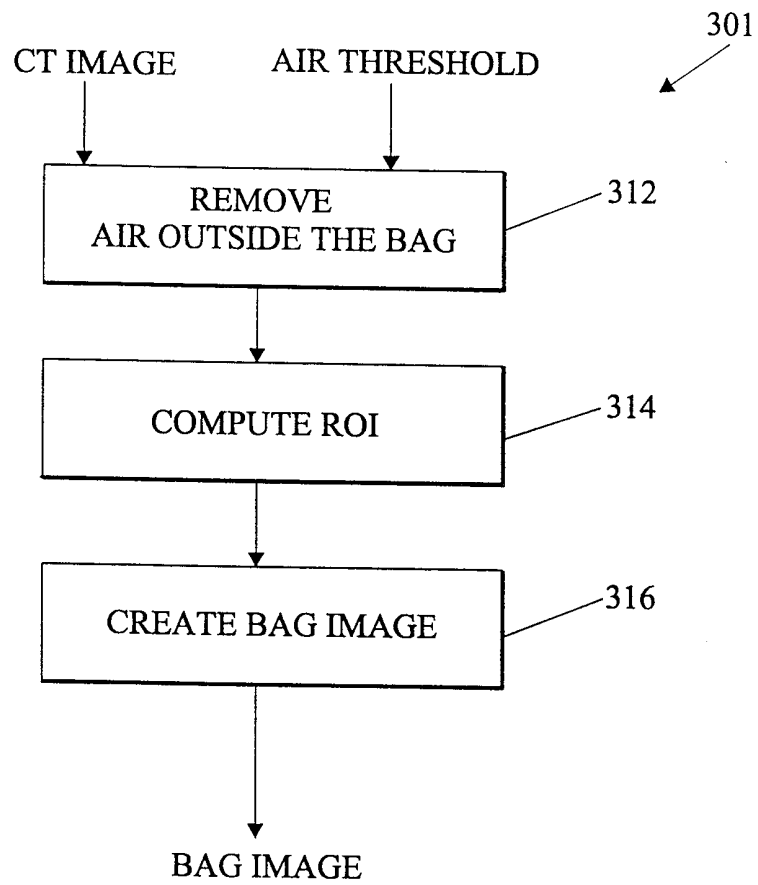 301
CT IMAGE
AIR THRESHOLD
REMOVE
AIR OUTSIDE THE BAG
312
COMPUTE ROI
314
CREATE BAG IMAGE
316
BAG IMAGE